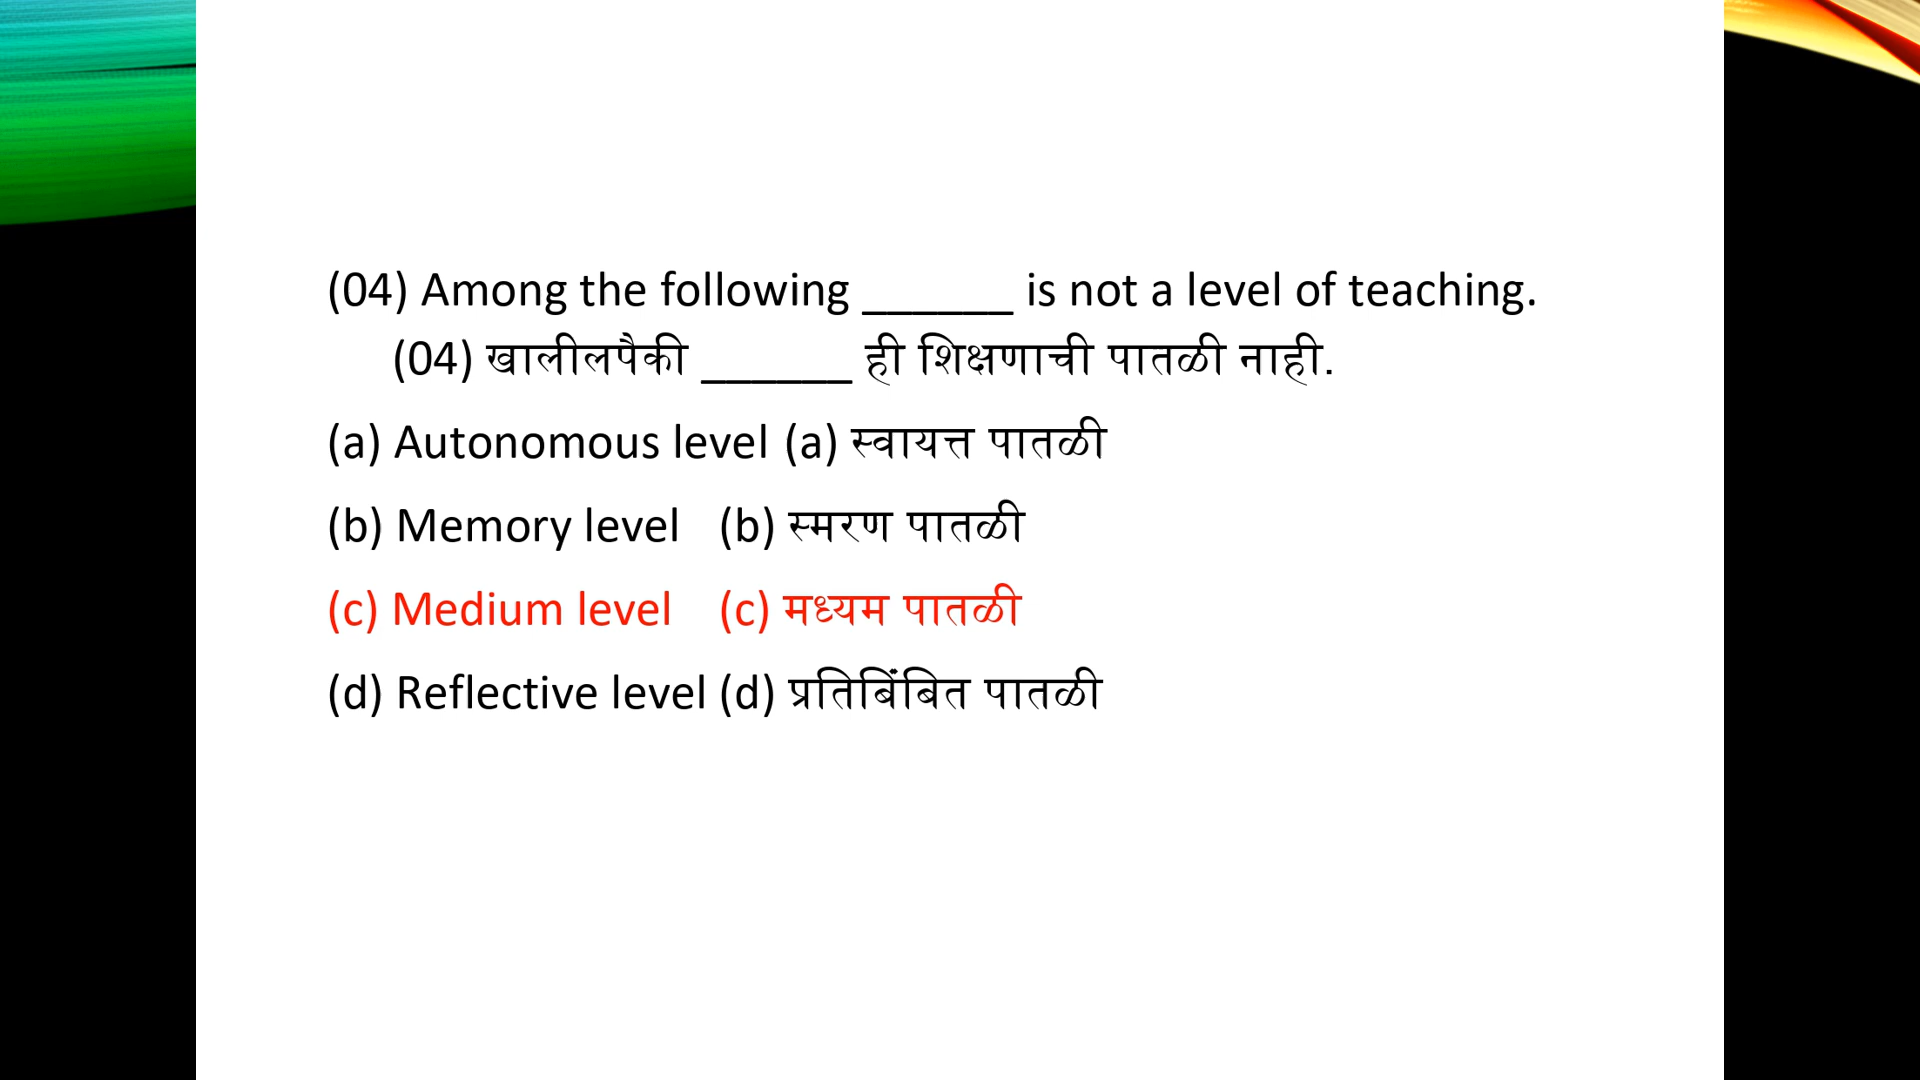 (04) Among the following ______ is not a level of teaching.
(04) खालीलपैकी ______ ही शिक्षणाची पातळी नाही.
(a) Autonomous level (a) स्वायत्त पातळी
(b) Memory level (b) स्मरण पातळी
(c) Medium level (c) मध्यम पातळी
(d) Reflective level (d) प्रतिबिंबित पातळी